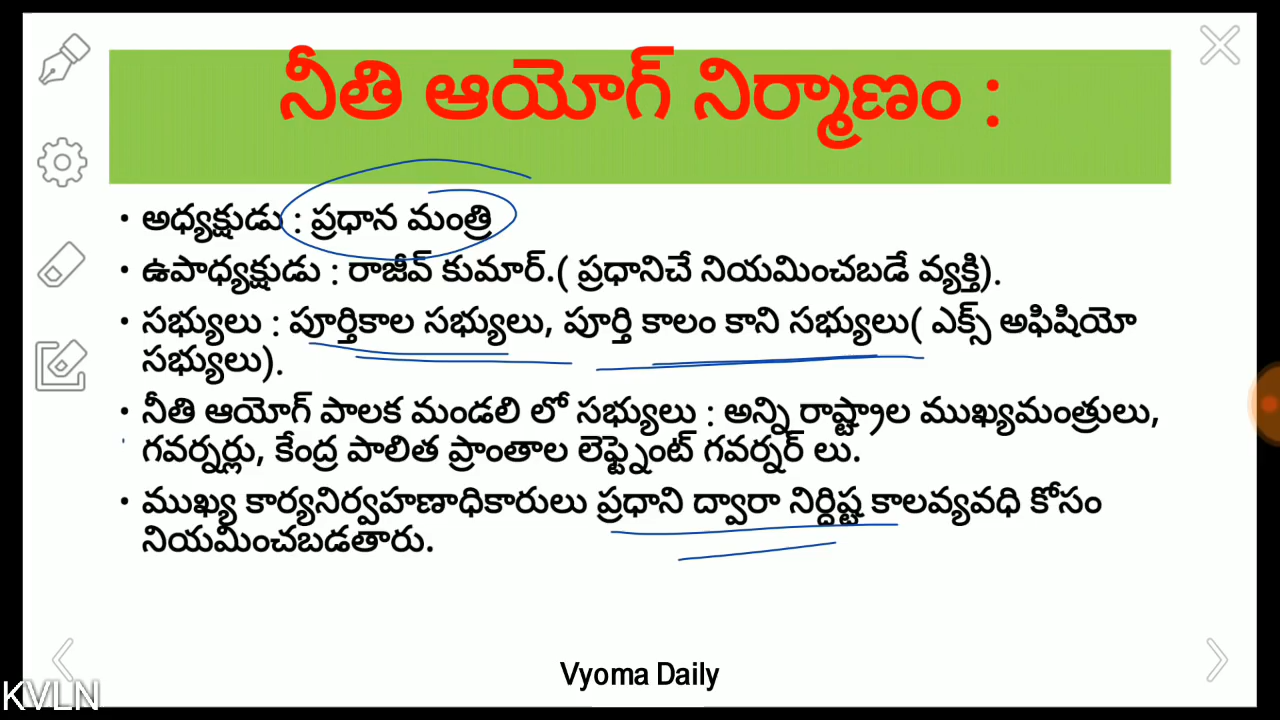 నీతి ఆయోగ్ నిర్మాణం :
• అధ్యక్షుడు : ప్రధాన మంత్రి
• ఉపాధ్యక్షుడు : రాజీవ్ కుమార్.( ప్రధానిచే నియమించబడే వ్యక్తి).
• సభ్యులు : పూర్తికాల సభ్యులు, పూర్తి కాలం కాని సభ్యులు( ఎక్స్ అఫిషియో
సభ్యులు).
• నీతి ఆయోగ్ పాలక మండలి లో సభ్యులు : అన్ని రాష్ట్రాల ముఖ్యమంత్రులు,
గవర్నర్లు, కేంద్ర పాలిత ప్రాంతాల లెఫ్ట్నెంట్ గవర్నర్ లు.
• ముఖ్య కార్యనిర్వహణాధికారులు ప్రధాని ద్వారా నిర్దిష్ట కాలవ్యవధి కోసం
నియమించబడతారు.
Vyoma Daily
KVLN